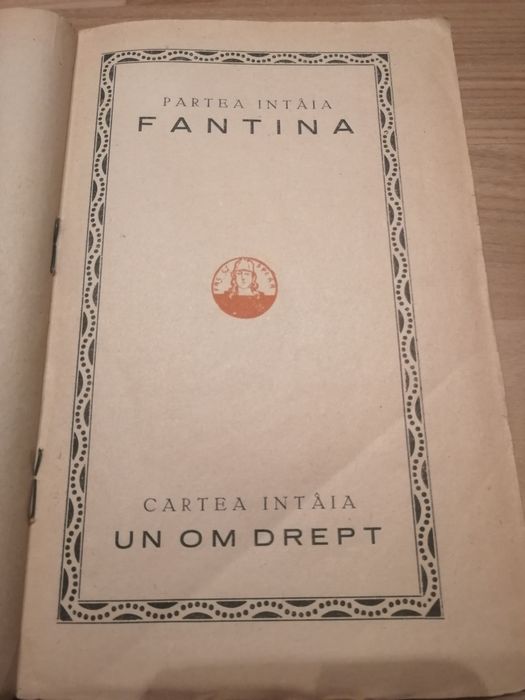 PARTEA INTÂIA
FANTINA
CARTEA INTÂIA
UN OM DREPT